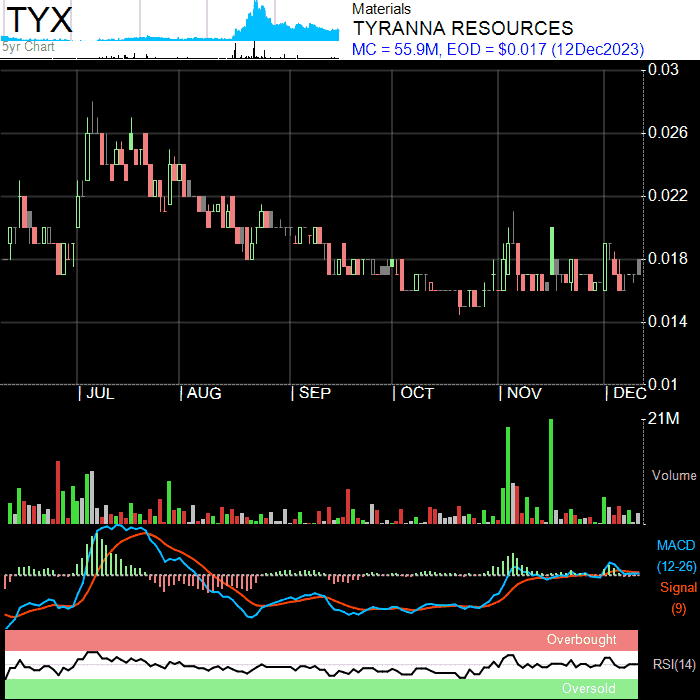 TYX
5yr Chart
Materials
TYRANNA RESOURCES
MC = 55.9M, EOD = $0.017 (12Dec2023)
0.03
0.026
0.022
0.018
0.014
0.01
JUL
AUG
SEP
OCT
NOV
DEC
21M
Volume
MACD
(12-26)
Signal
(9)
Overbought
RSI(14)
Oversold